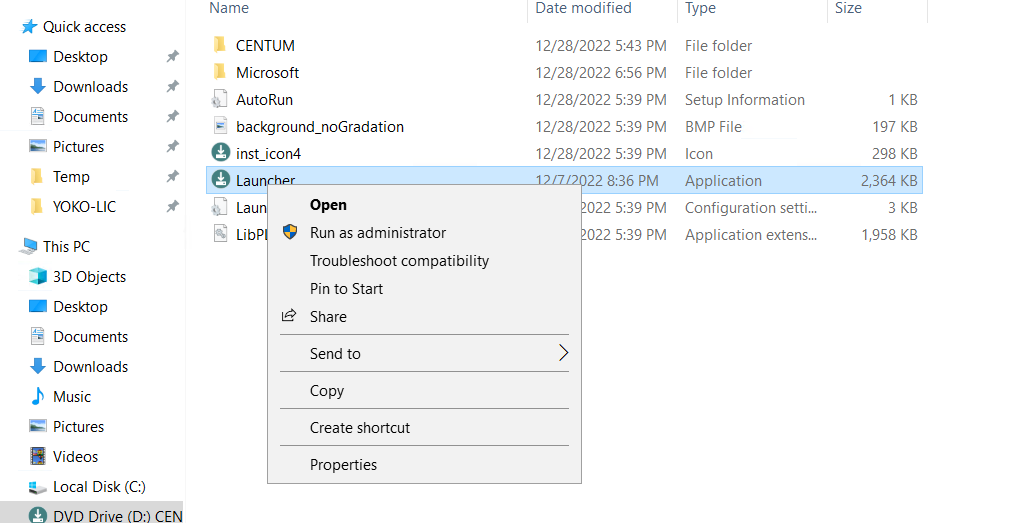 Name Date modified Type Size
Quick access
Desktop
Downloads
Documents
Pictures
Temp
YOKO-LIC
This PC
3D Objects
Desktop
Documents
Downloads
Music
Pictures
Videos
Local Disk (C:)
DVD Drive (D:) CEN
CENTUM 12/28/2022 5:43 PM File folder
Microsoft 12/28/2022 6:56 PM File folder
AutoRun 12/28/2022 5:39 PM Setup Information 1 KB
background_noGradation 12/28/2022 5:39 PM BMP File 197 KB
inst_icon4 12/28/2022 5:39 PM Icon 298 KB
Launcher 12/7/2022 8:36 PM Application 2,364 KB
Laun 022 5:39 PM Configuration setti... 3 KB
LibPl 022 5:39 PM Application extens... 1,958 KB
Open
Run as administrator
Troubleshoot compatibility
Pin to Start
Share
Send to
Copy
Create shortcut
Properties